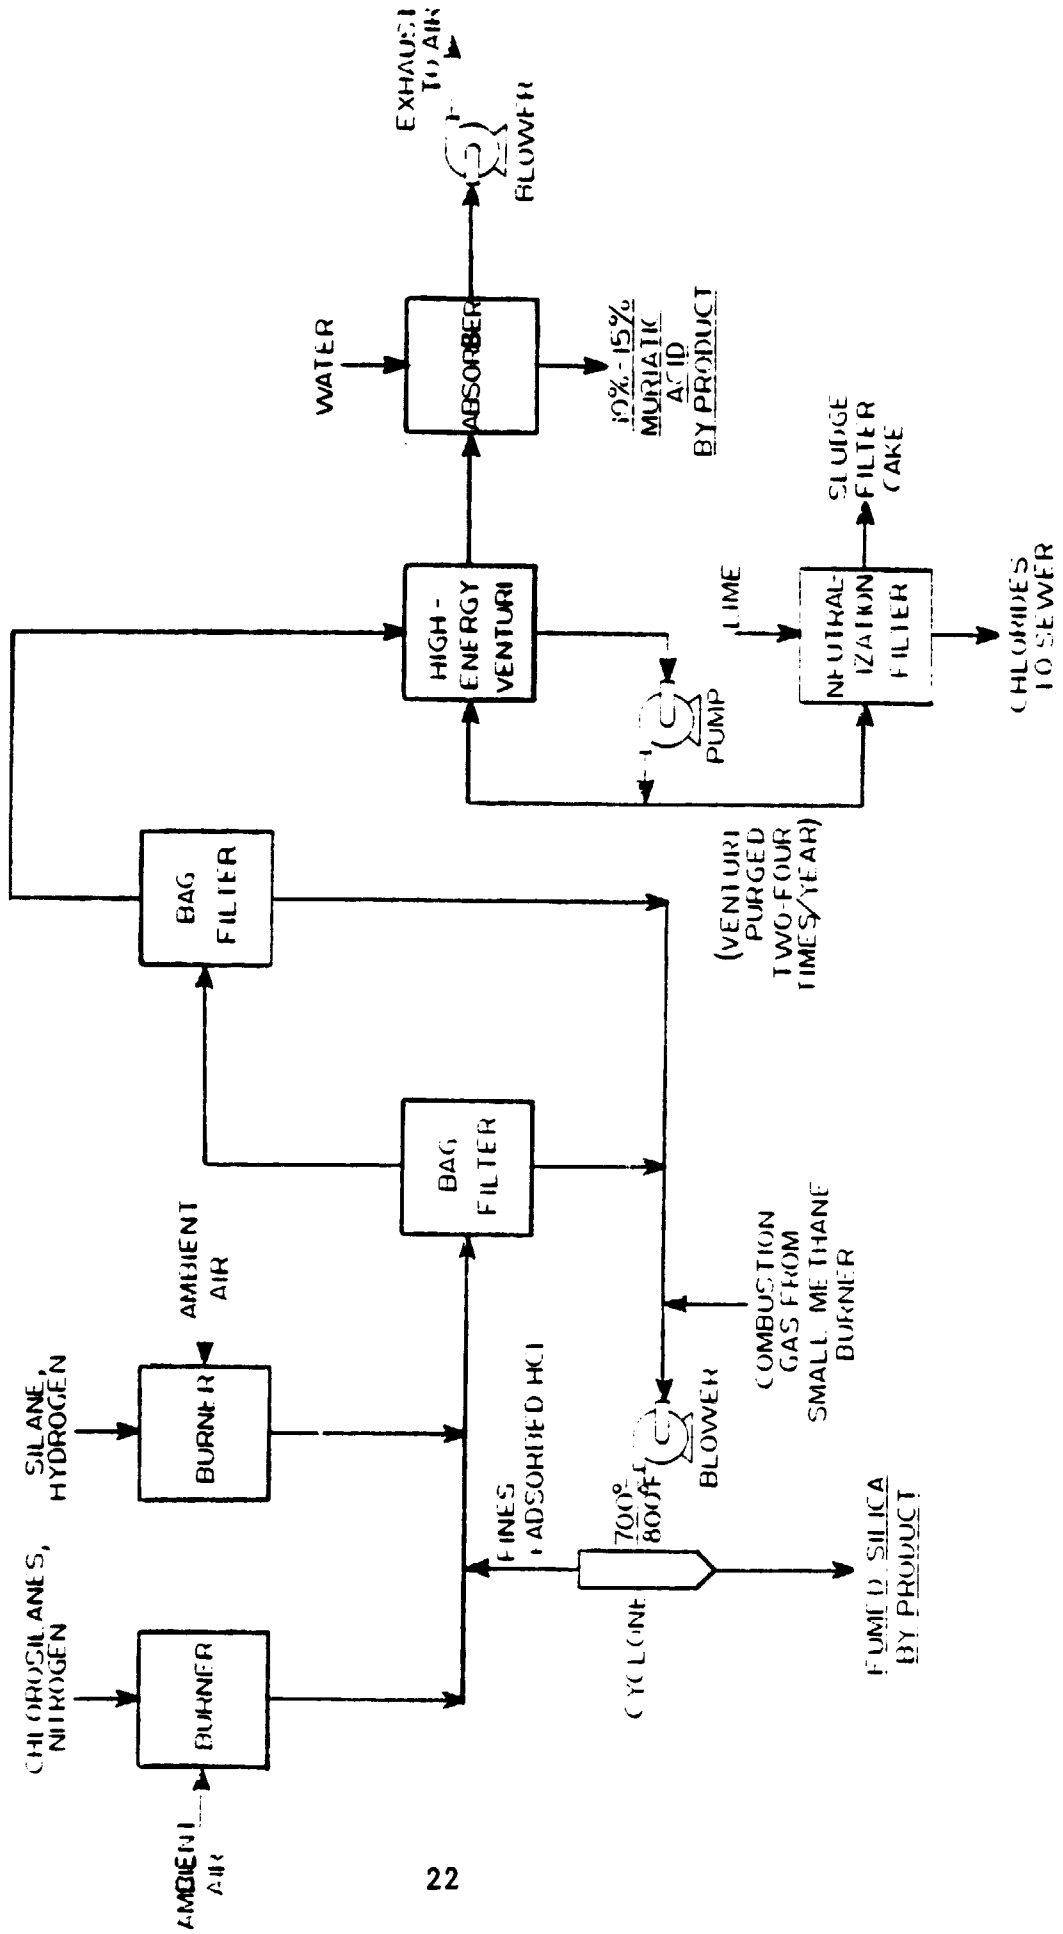 CHLOROSILANES,
NITROGEN
SILANE,
HYDROGEN
AMBIENT
AIR
BURNER
BURNER
AMBIENT
AIR
BAG
FILTER
BAG
FILTER
FINES
ADSORBED HCl
CYCLONE
700°-
800°F
BLOWER
FUMED SILICA
BY PRODUCT
COMBUSTION
GAS FROM
SMALL METHANE
BURNER
HIGH-
ENERGY
VENTURI
PUMP
(VENTURI
PURGED
TWO-FOUR
TIMES/YEAR)
LIME
NEUTRAL-
IZATION
FILTER
SLUDGE
FILTER
CAKE
CHLORIDES
TO SEWER
WATER
ABSORBER
10%-15%
MURIATIC
ACID
BY PRODUCT
BLOWER
EXHAUST
TO AIR
22